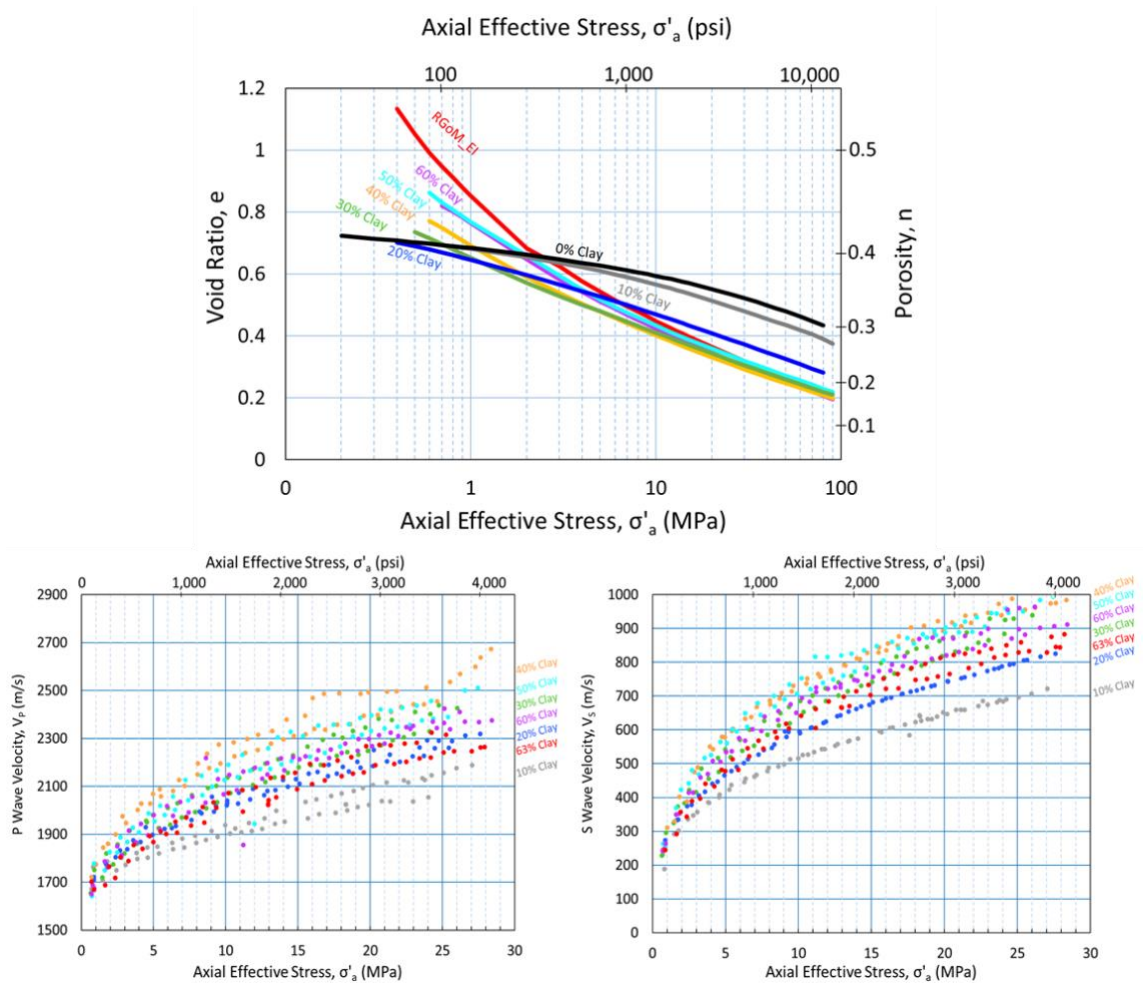 Axial Effective Stress, σ'a (psi)
100 1,000 10,000
1.2
1
0.8
0.6
0.4
0.2
0
Void Ratio, e
RGoM_EI
60% Clay
50% Clay
40% Clay
30% Clay
20% Clay
0% Clay
10% Clay
0.5
0.4
0.3
0.2
0.1
Porosity, n
0 1 10 100
Axial Effective Stress, σ'a (MPa)
Axial Effective Stress, σ'a (psi)
0 1,000 2,000 3,000 4,000
2900
2700
2500
2300
2100
1900
1700
1500
P Wave Velocity, VP (m/s)
40% Clay
50% Clay
30% Clay
60% Clay
20% Clay
63% Clay
10% Clay
0 5 10 15 20 25 30
Axial Effective Stress, σ'a (MPa)
Axial Effective Stress, σ'a (psi)
1,000 2,000 3,000 4,000
1000
900
800
700
600
500
400
300
200
100
0
S Wave Velocity, VS (m/s)
40% Clay
50% Clay
60% Clay
30% Clay
63% Clay
20% Clay
10% Clay
0 5 10 15 20 25 30
Axial Effective Stress, σ'a (MPa)